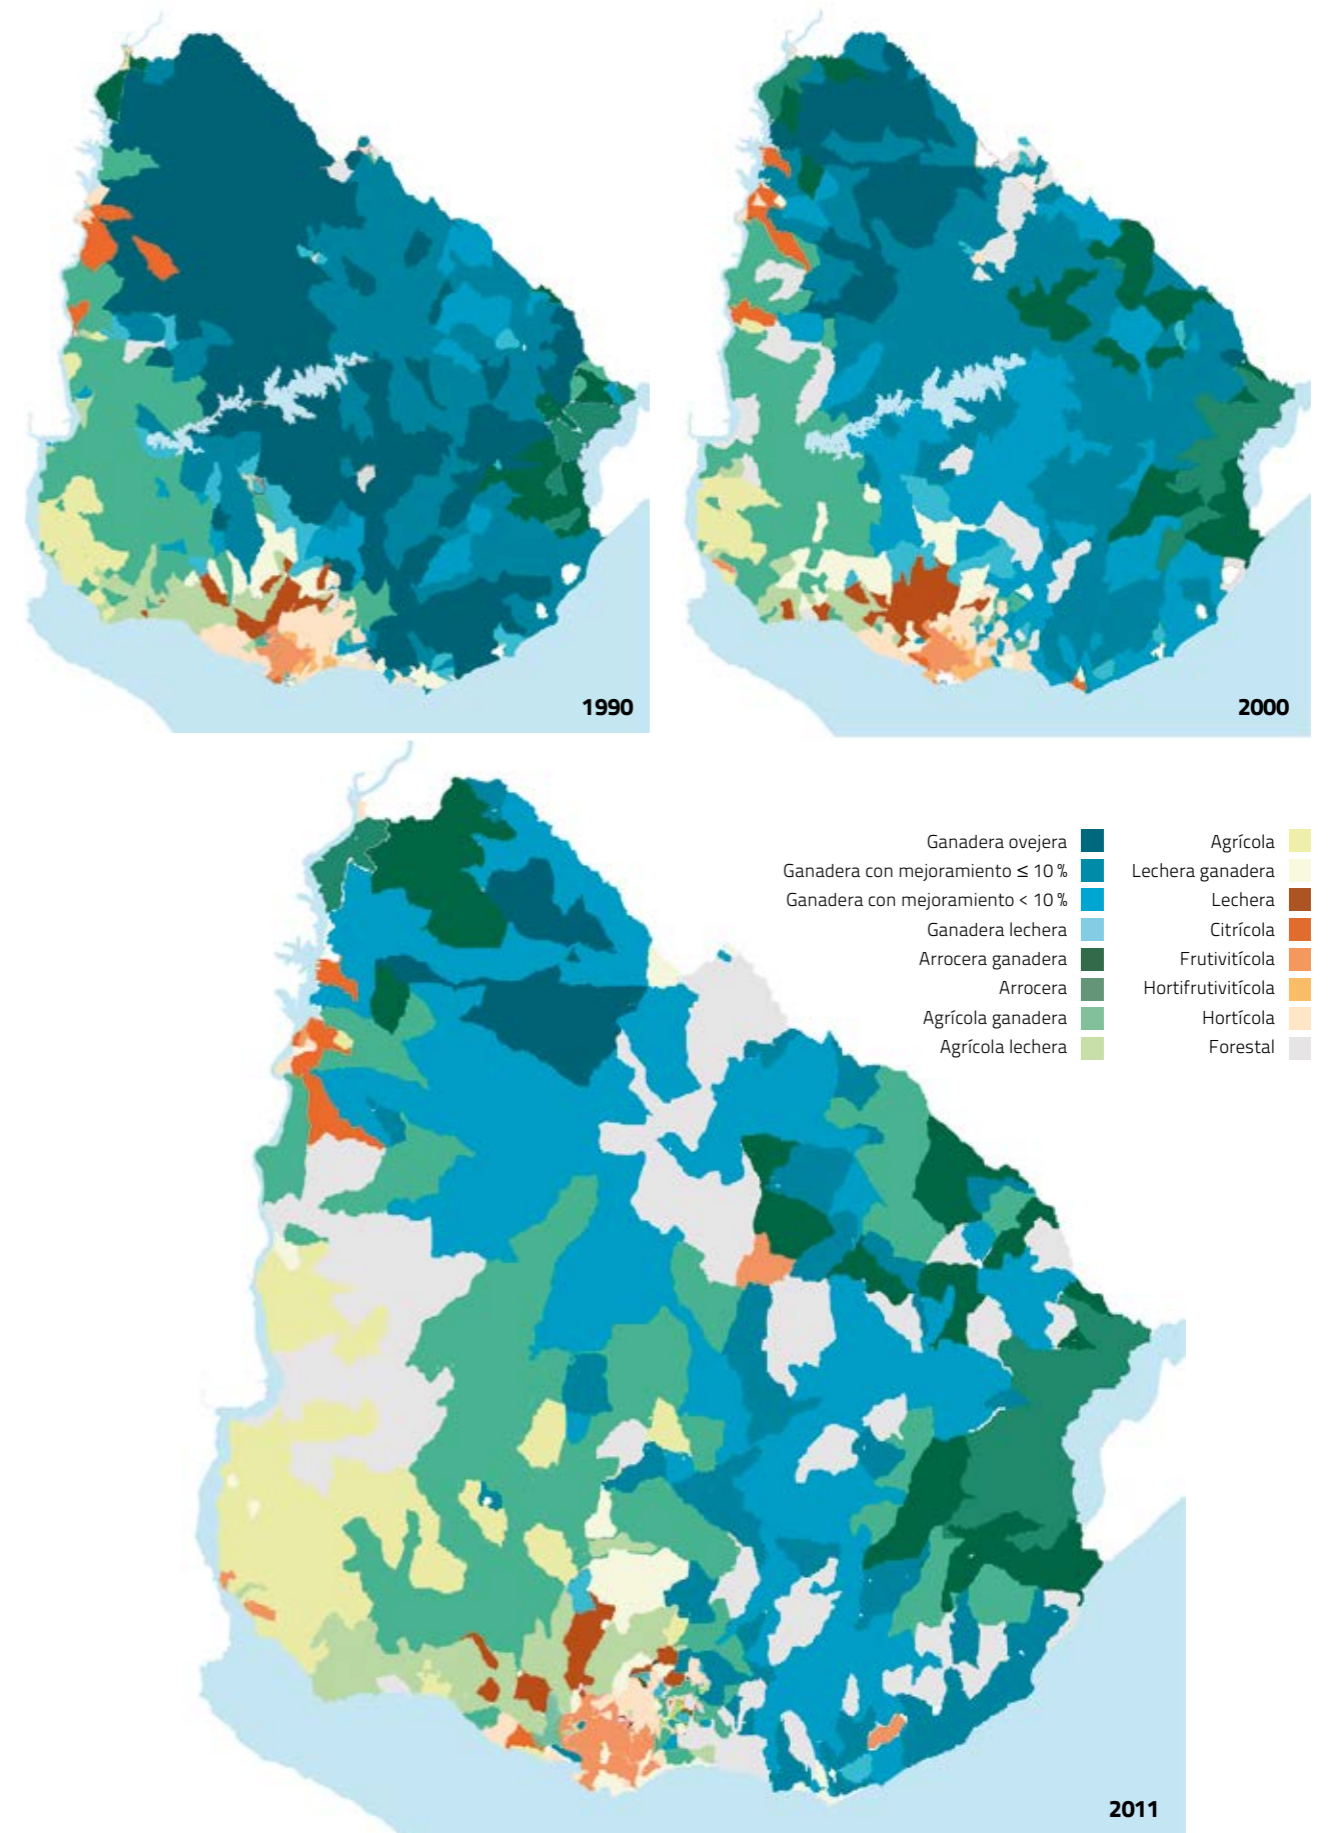 1990
2000
Ganadera ovejera
Ganadera con mejoramiento ≤ 10 %
Ganadera con mejoramiento < 10 %
Ganadera lechera
Arrocera ganadera
Arrocera
Agrícola ganadera
Agrícola lechera
Agrícola
Lechera ganadera
Lechera
Citrícola
Frutivitícola
Hortifrutivitícola
Hortícola
Forestal
2011